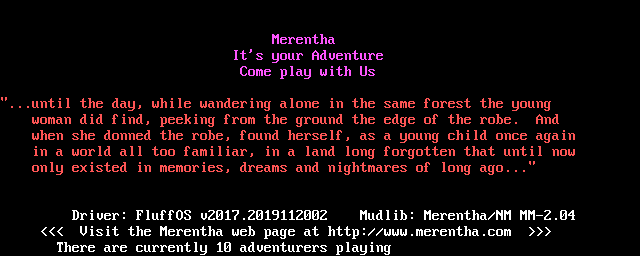 Merentha
It's your Adventure
Come play with Us
"...until the day, while wandering alone in the same forest the young
woman did find, peeking from the ground the edge of the robe.  And
when she donned the robe, found herself, as a young child once again
in a world all too familiar, in a land long forgotten that until now
only existed in memories, dreams and nightmares of long ago..."
Driver: FluffOS v2017.2019112002    Mudlib: Merentha/NM MM-2.04
<<<  Visit the Merentha web page at http://www.merentha.com  >>>
There are currently 10 adventurers playing